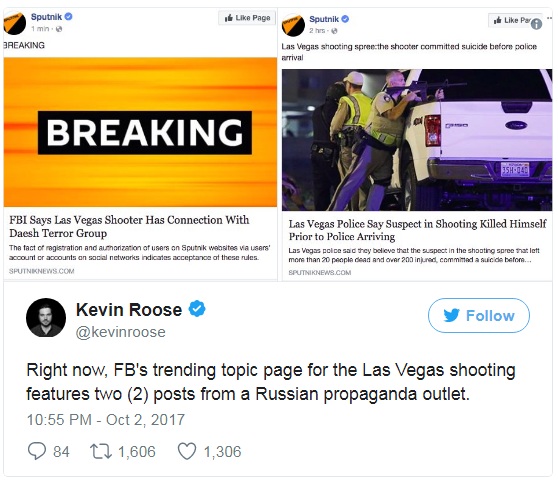 Sputnik
1 min ·
Like Page
BREAKING
BREAKING
FBI Says Las Vegas Shooter Has Connection With
Daesh Terror Group
The fact of registration and authorization of users on Sputnik websites via users'
account or accounts on social networks indicates acceptance of these rules.
SPUTNIKNEWS.COM
Sputnik
2 hrs ·
Like
Las Vegas shooting spree:the shooter committed suicide before police
arrival
Las Vegas Police Say Suspect in Shooting Killed Himself
Prior to Police Arriving
Las Vegas police said they believe that the suspect in the shooting spree that left
more than 20 people dead and over 200 injured, committed a suicide before...
SPUTNIKNEWS.COM
Kevin Roose
@kevinroose
Follow
Right now, FB's trending topic page for the Las Vegas shooting
features two (2) posts from a Russian propaganda outlet.
10:55 PM - Oct 2, 2017
84 1,606 1,306